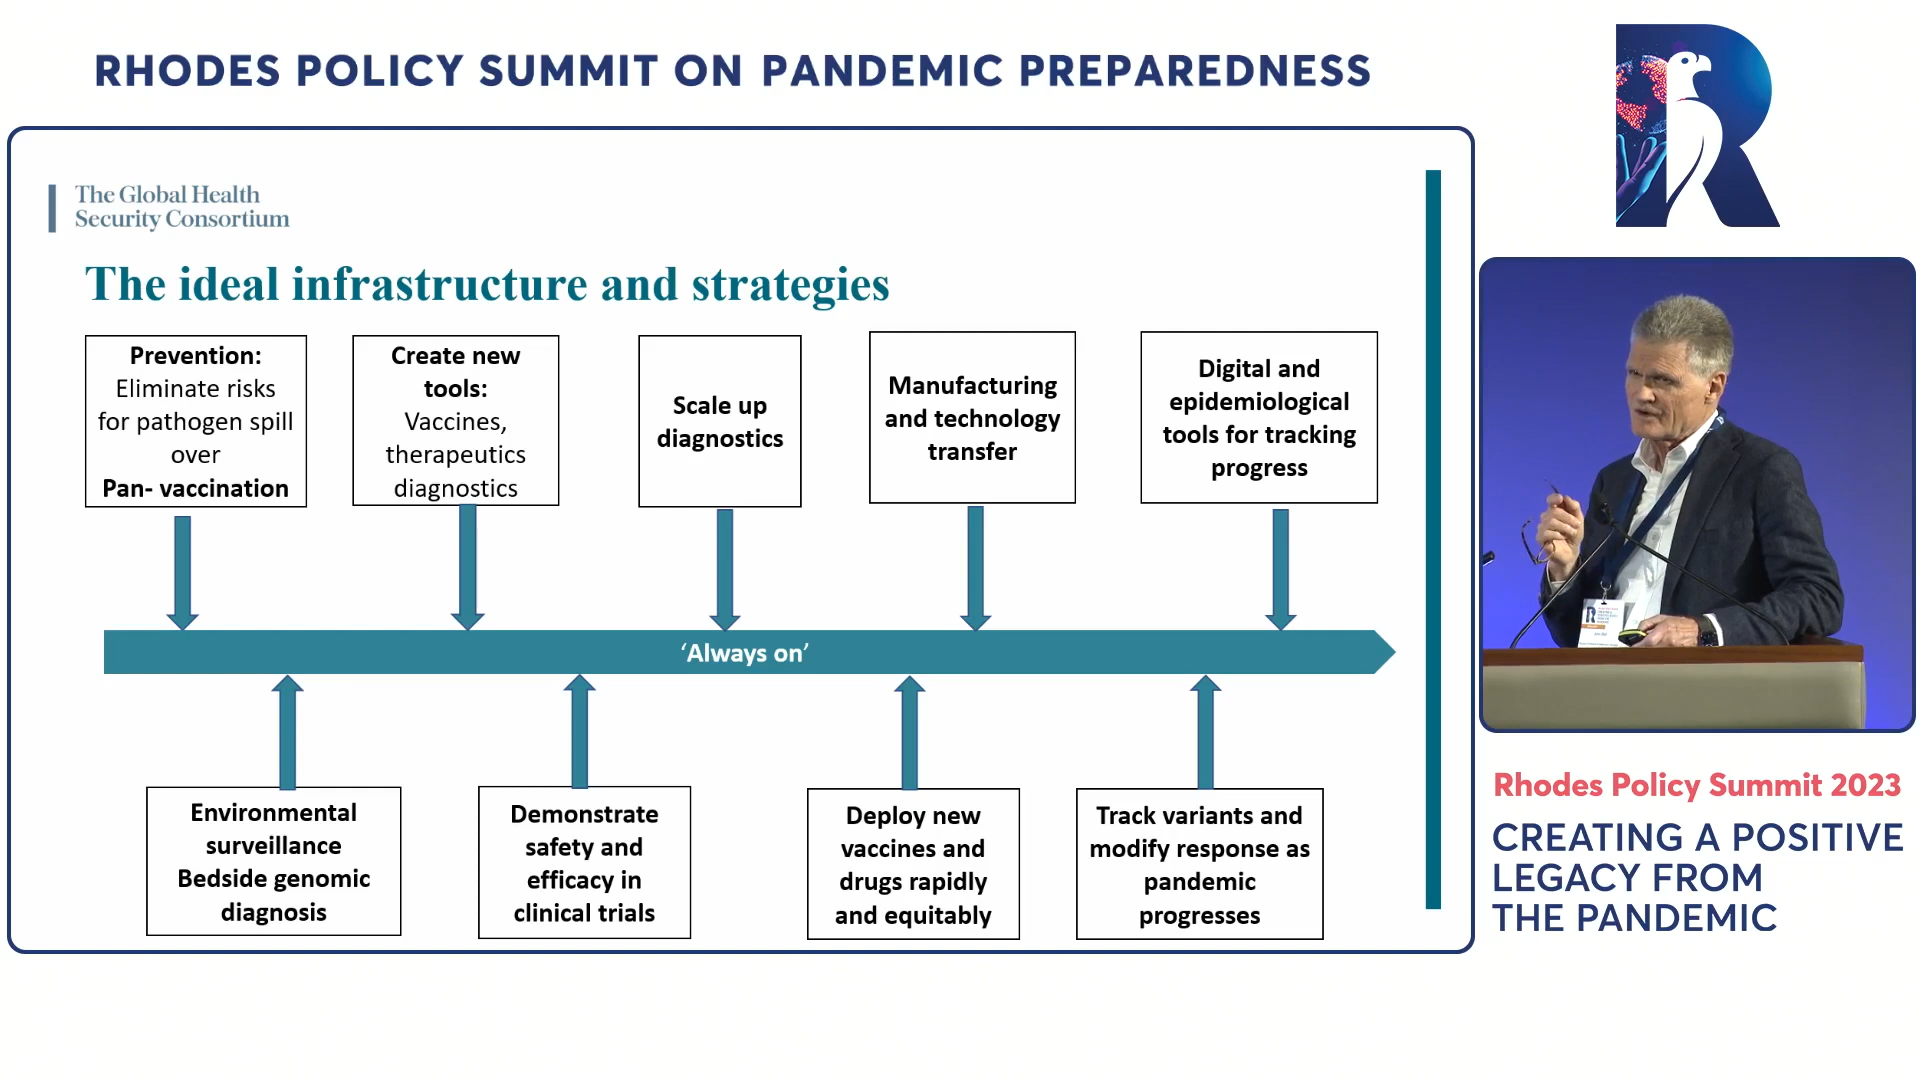 RHODES POLICY SUMMIT ON PANDEMIC PREPAREDNESS
The Global Health
Security Consortium
The ideal infrastructure and strategies
Prevention:
Eliminate risks
for pathogen spill
over
Pan- vaccination
Create new
tools:
Vaccines,
therapeutics
diagnostics
Scale up
diagnostics
Manufacturing
and technology
transfer
Digital and
epidemiological
tools for tracking
progress
‘Always on’
Environmental
surveillance
Bedside genomic
diagnosis
Demonstrate
safety and
efficacy in
clinical trials
Deploy new
vaccines and
drugs rapidly
and equitably
Track variants and
modify response as
pandemic
progresses
R
R
Rhodes Policy Summit 2023
CREATING A POSITIVE
LEGACY FROM
THE PANDEMIC